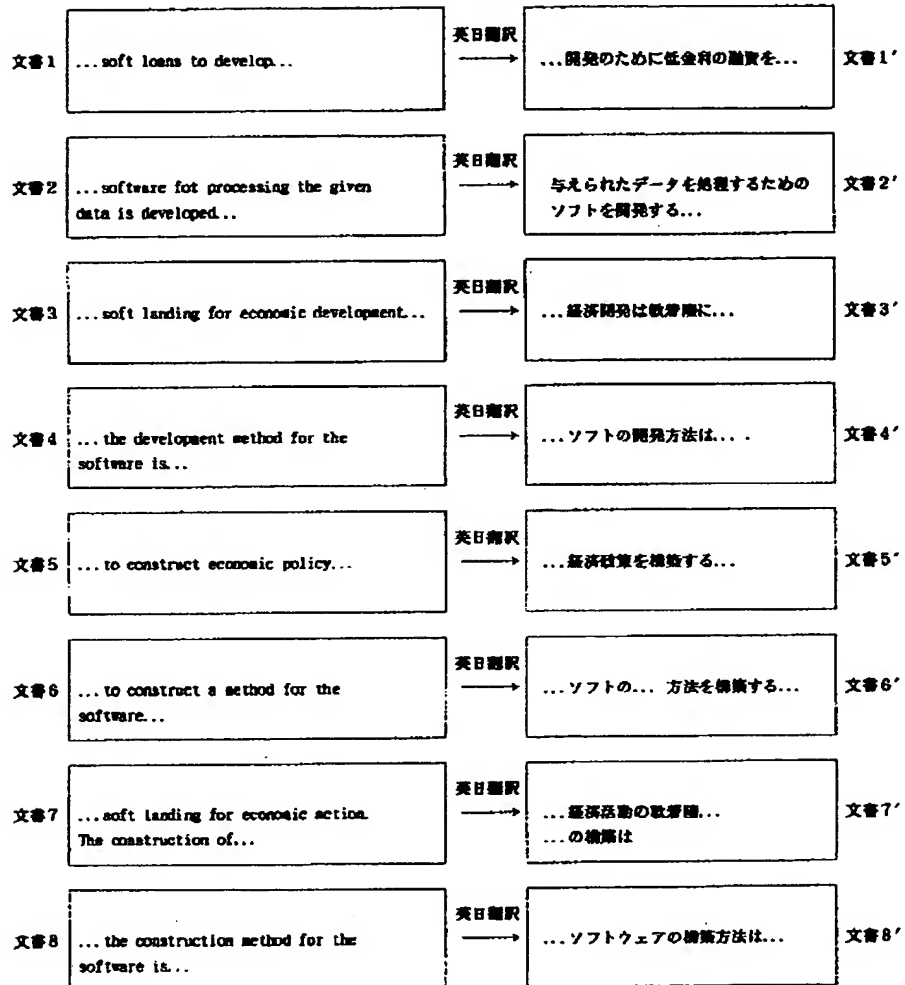 英日翻訳
文書1 ...soft loans to develop... → ...開発のために低金利の融資を... 文書1′
英日翻訳
文書2 ...software fot processing the given
data is developed... → 与えられたデータを処理するための
ソフトを開発する... 文書2′
英日翻訳
文書3 ...soft landing for economic development... → ...経済開発は軟着陸に... 文書3′
英日翻訳
文書4 ...the development method for the
software is... → ...ソフトの開発方法は.... 文書4′
英日翻訳
文書5 ...to construct economic policy... → ...経済政策を構築する... 文書5′
英日翻訳
文書6 ...to construct a method for the
software... → ...ソフトの... 方法を構築する... 文書6′
英日翻訳
文書7 ...soft landing for economic action.
The construction of... → ...経済活動の軟着陸...
...の構築は 文書7′
英日翻訳
文書8 ...the construction method for the
software is... → ...ソフトウェアの構築方法は... 文書8′